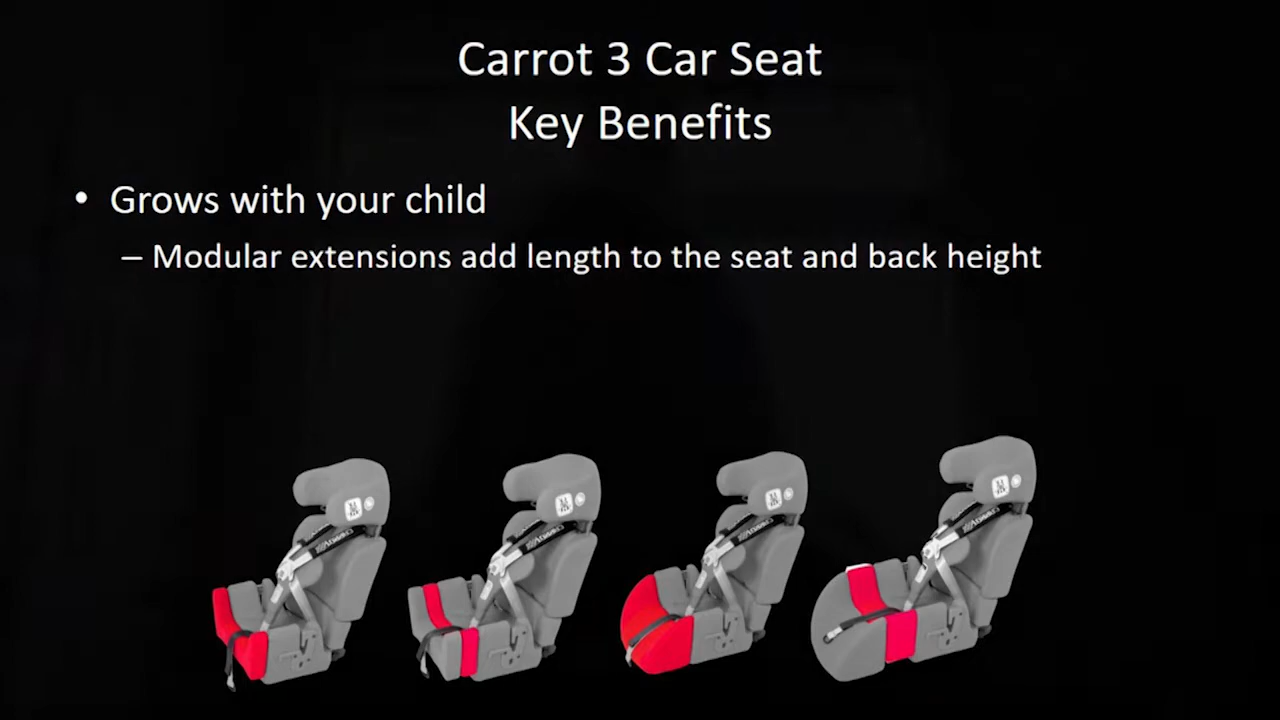 Carrot 3 Car Seat
Key Benefits
• Grows with your child
– Modular extensions add length to the seat and back height